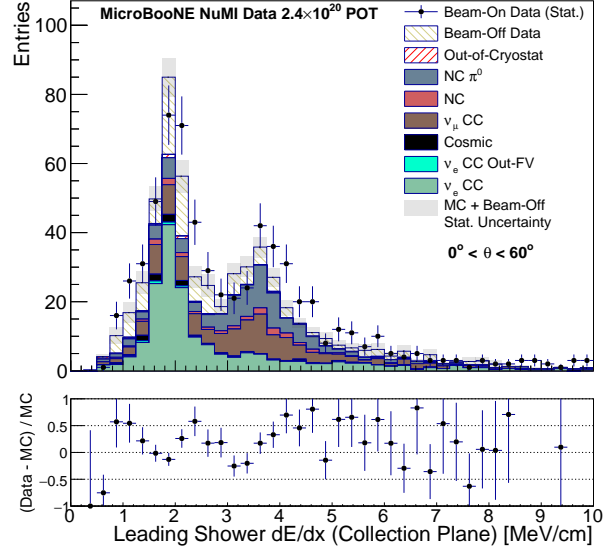 MicroBooNE NuMI Data 2.4×10²⁰ POT
Entries
100
80
60
40
20
0
Beam-On Data (Stat.)
Beam-Off Data
Out-of-Cryostat
NC π⁰
NC
ν_μ CC
Cosmic
ν_e CC Out-FV
ν_e CC
MC + Beam-Off
Stat. Uncertainty
0° < θ < 60°
(Data - MC) / MC
1
0.5
0
−0.5
−1
0 1 2 3 4 5 6 7 8 9 10
Leading Shower dE/dx (Collection Plane) [MeV/cm]